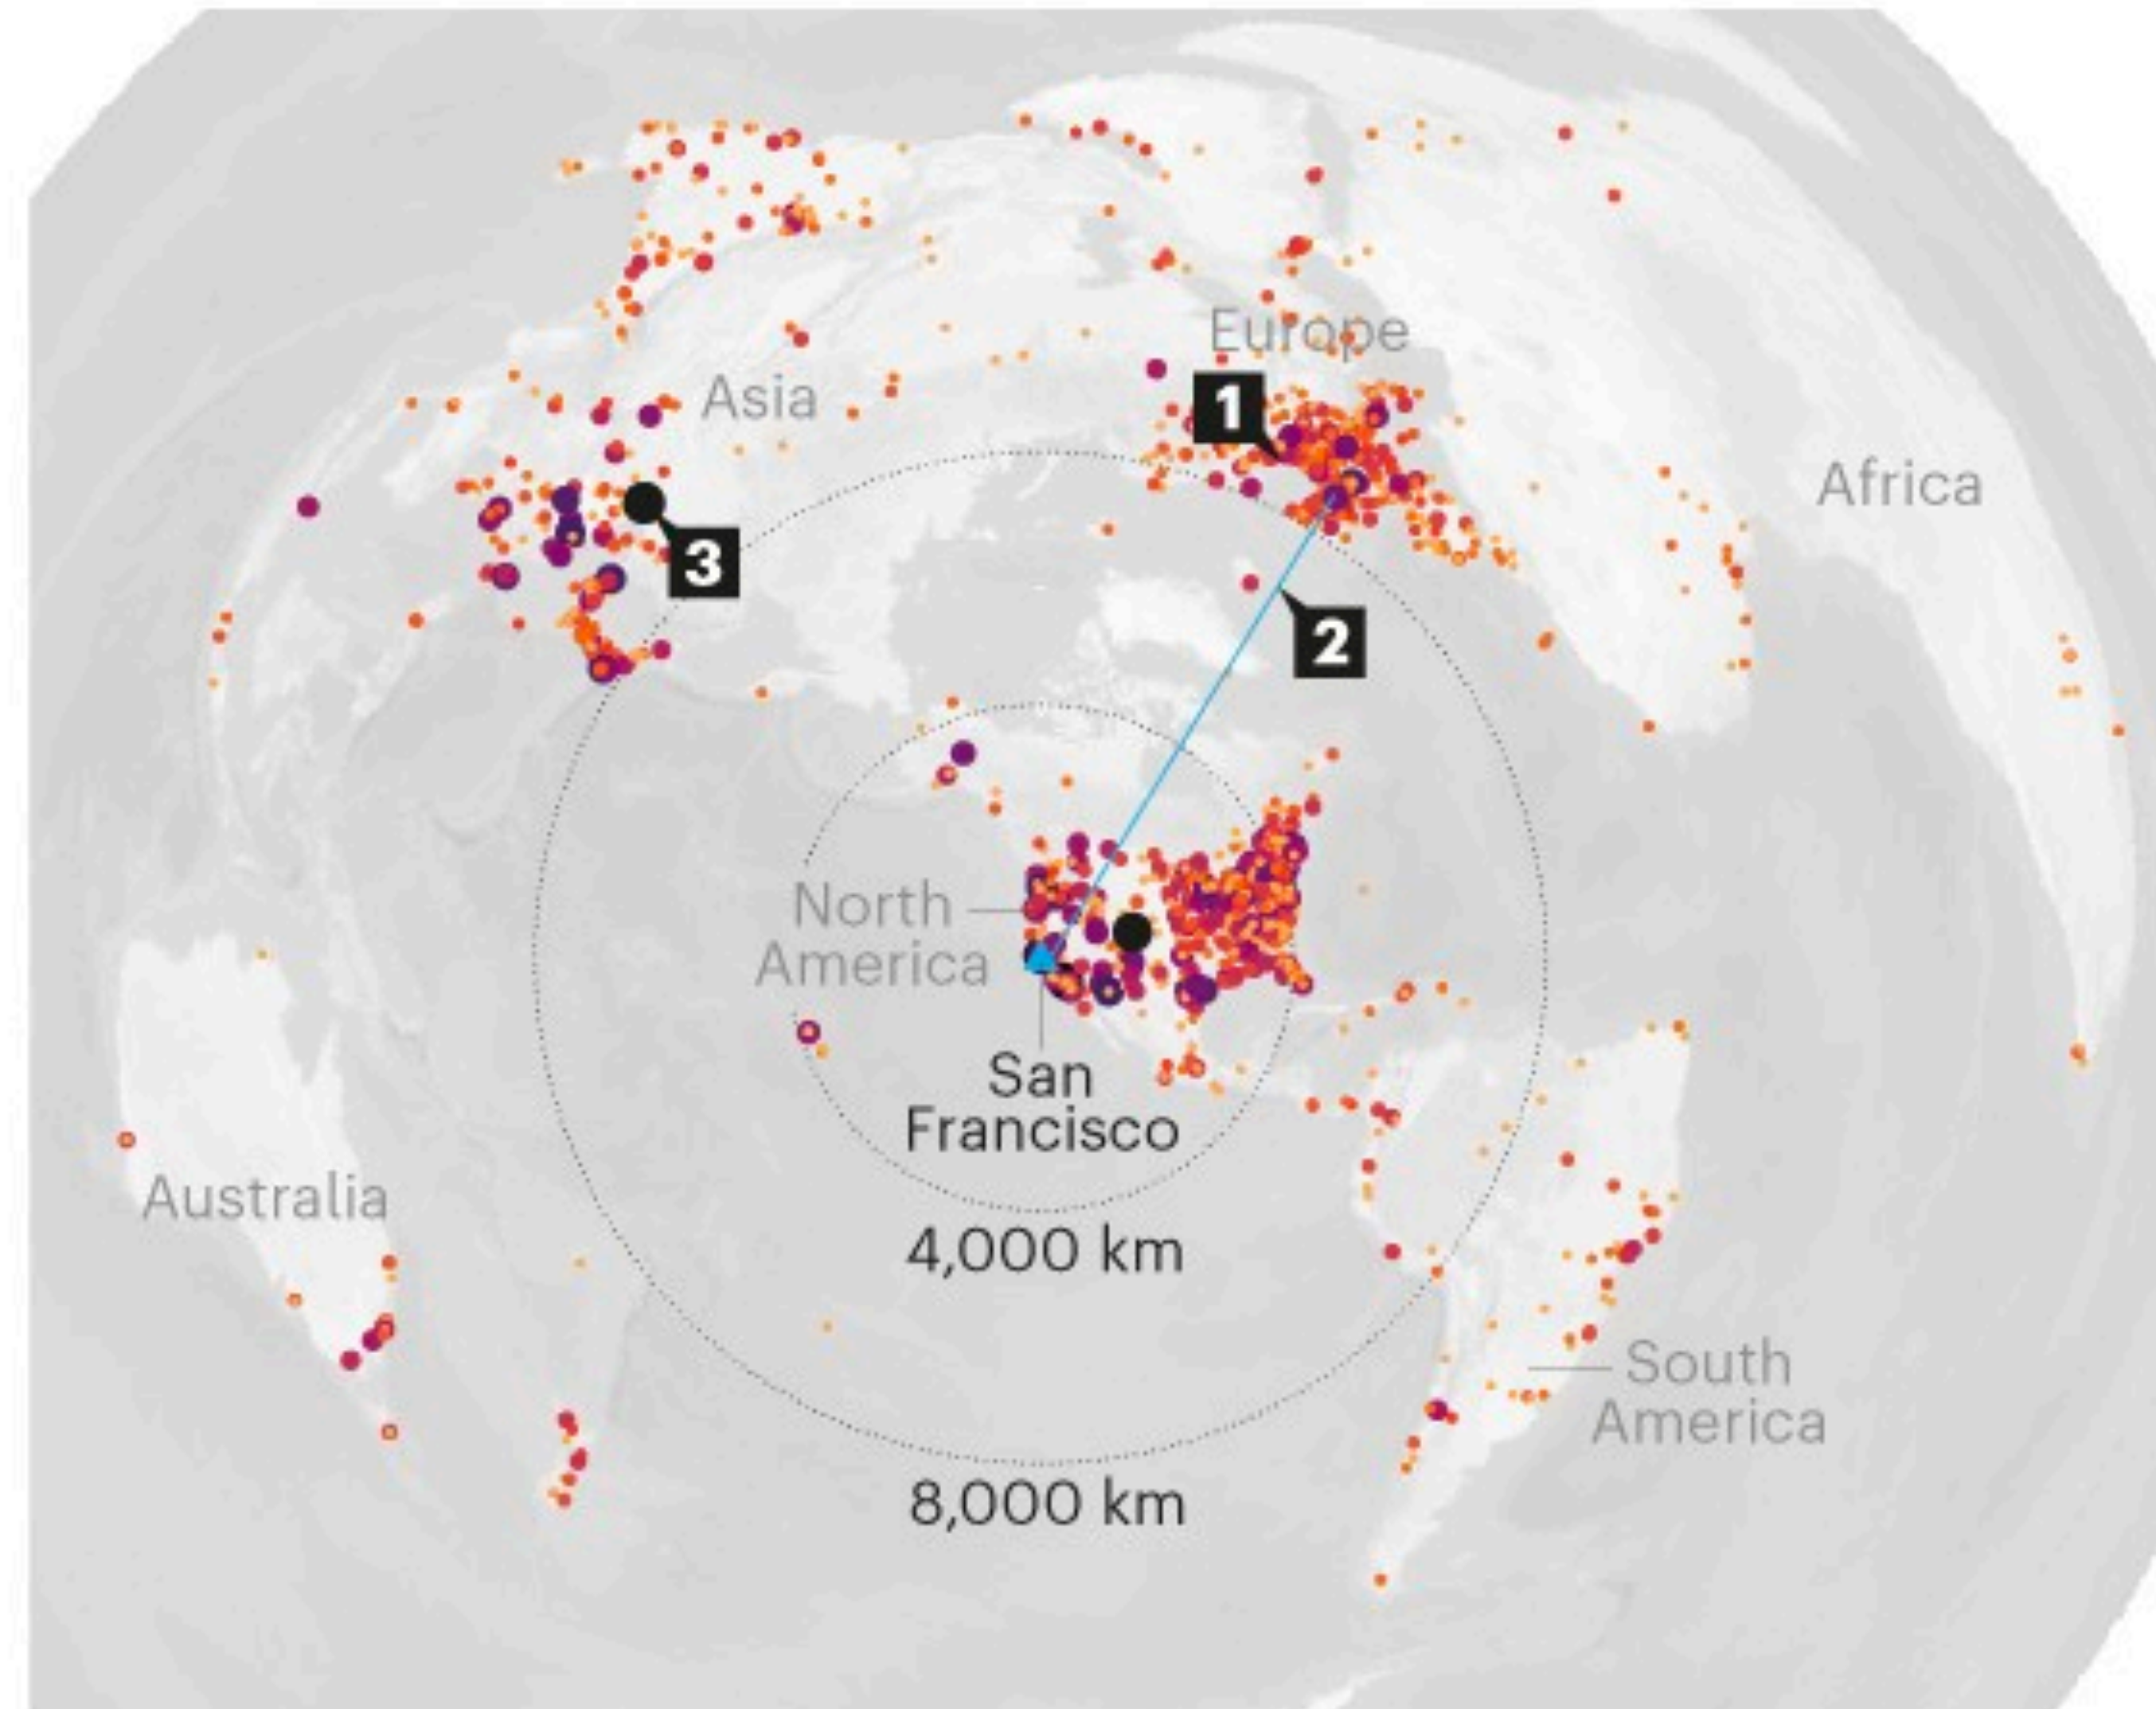 Europe
Asia
1
Africa
3
2
North
America
San
Francisco
Australia
4,000 km
South
America
8,000 km